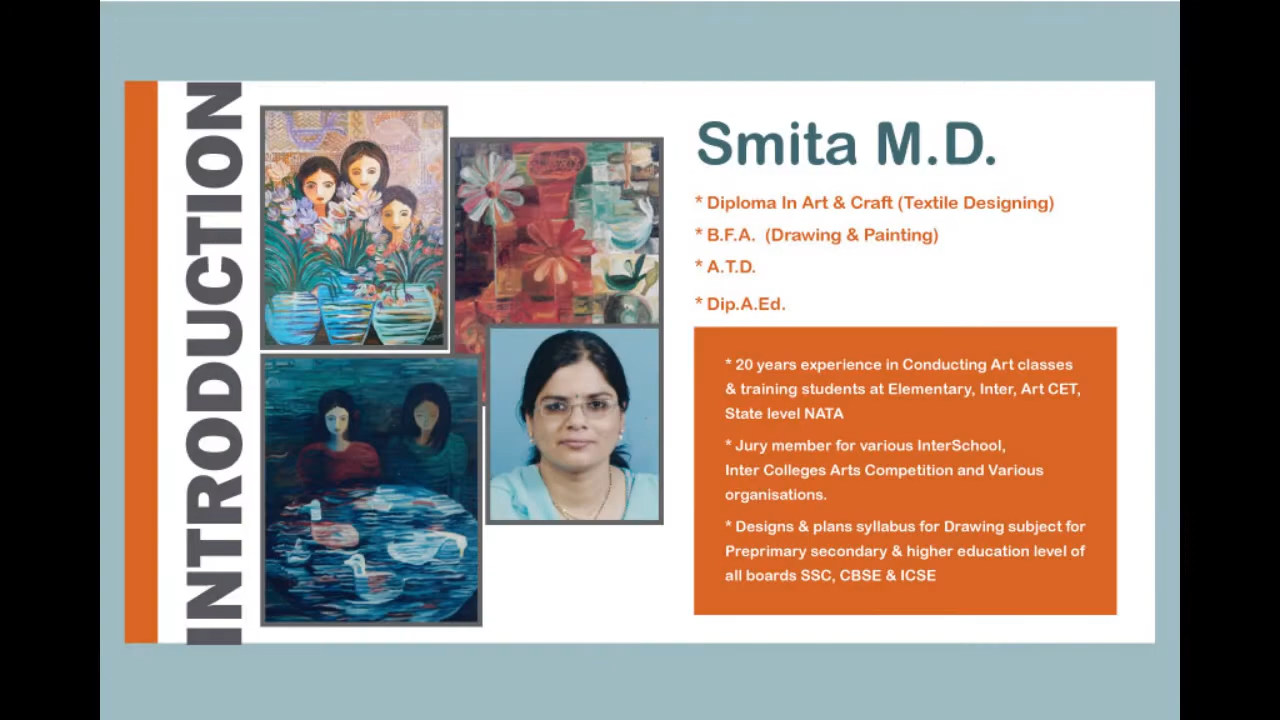 INTRODUCTION
Smita M.D.
* Diploma In Art & Craft (Textile Designing)
* B.F.A. (Drawing & Painting)
* A.T.D.
* Dip.A.Ed.
* 20 years experience in Conducting Art classes
& training students at Elementary, Inter, Art CET,
State level NATA
* Jury member for various InterSchool,
Inter Colleges Arts Competition and Various
organisations.
* Designs & plans syllabus for Drawing subject for
Preprimary secondary & higher education level of
all boards SSC, CBSE & ICSE